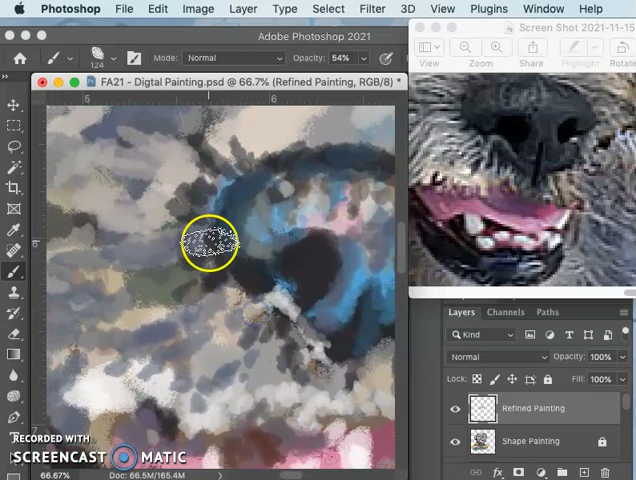 Photoshop File Edit Image Layer Type Select Filter 3D View Plugins Window Help
Adobe Photoshop 2021
124 Mode: Normal Opacity: 54%
Screen Shot 2021-11-15
View Zoom Share Highlight Rotate
FA21 - Digtal Painting.psd @ 66.7% (Refined Painting, RGB/8) *
5 6
Layers Channels Paths
Kind
Normal Opacity: 100%
Lock: Fill: 100%
Refined Painting
Shape Painting
fx
RECORDED WITH
SCREENCAST MATIC
66.67% Doc: 66.5M/165.4M